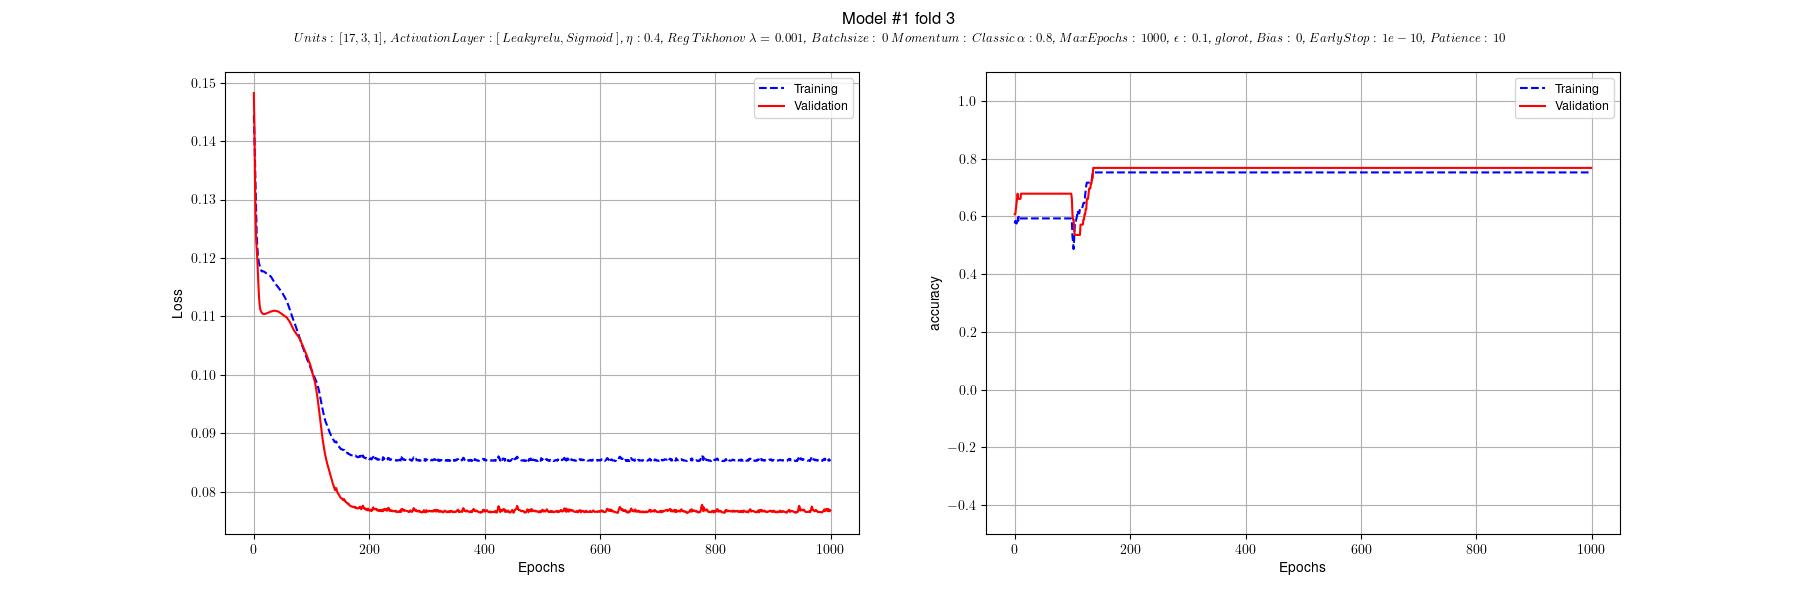 Model #1 fold 3
Units : [17, 3, 1], ActivationLayer : [ Leakyrelu, Sigmoid ], η : 0.4, Reg Tikhonov λ = 0.001, Batchsize : 0 Momentum : Classic α : 0.8, MaxEpochs : 1000, ϵ : 0.1, glorot, Bias : 0, EarlyStop : 1e − 10, Patience : 10
0.15
0.14
0.13
0.12
0.11
0.10
0.09
0.08
Loss
0 200 400 600 800 1000
Epochs
Training
Validation
1.0
0.8
0.6
0.4
0.2
0.0
−0.2
−0.4
accuracy
0 200 400 600 800 1000
Epochs
Training
Validation